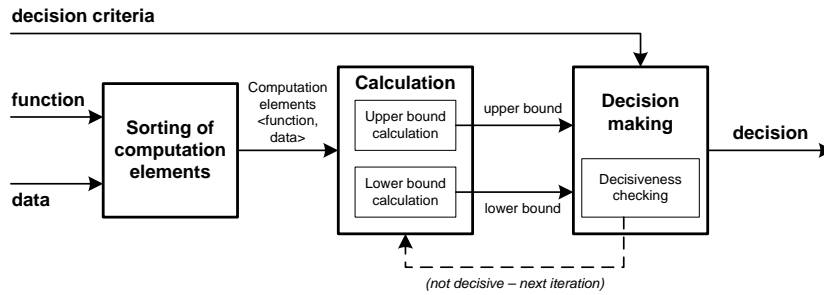 decision criteria
function
data
Sorting of
computation
elements
Computation
elements
<function,
data>
Calculation
Upper bound
calculation
Lower bound
calculation
upper bound
lower bound
Decision
making
Decisiveness
checking
decision
(not decisive – next iteration)